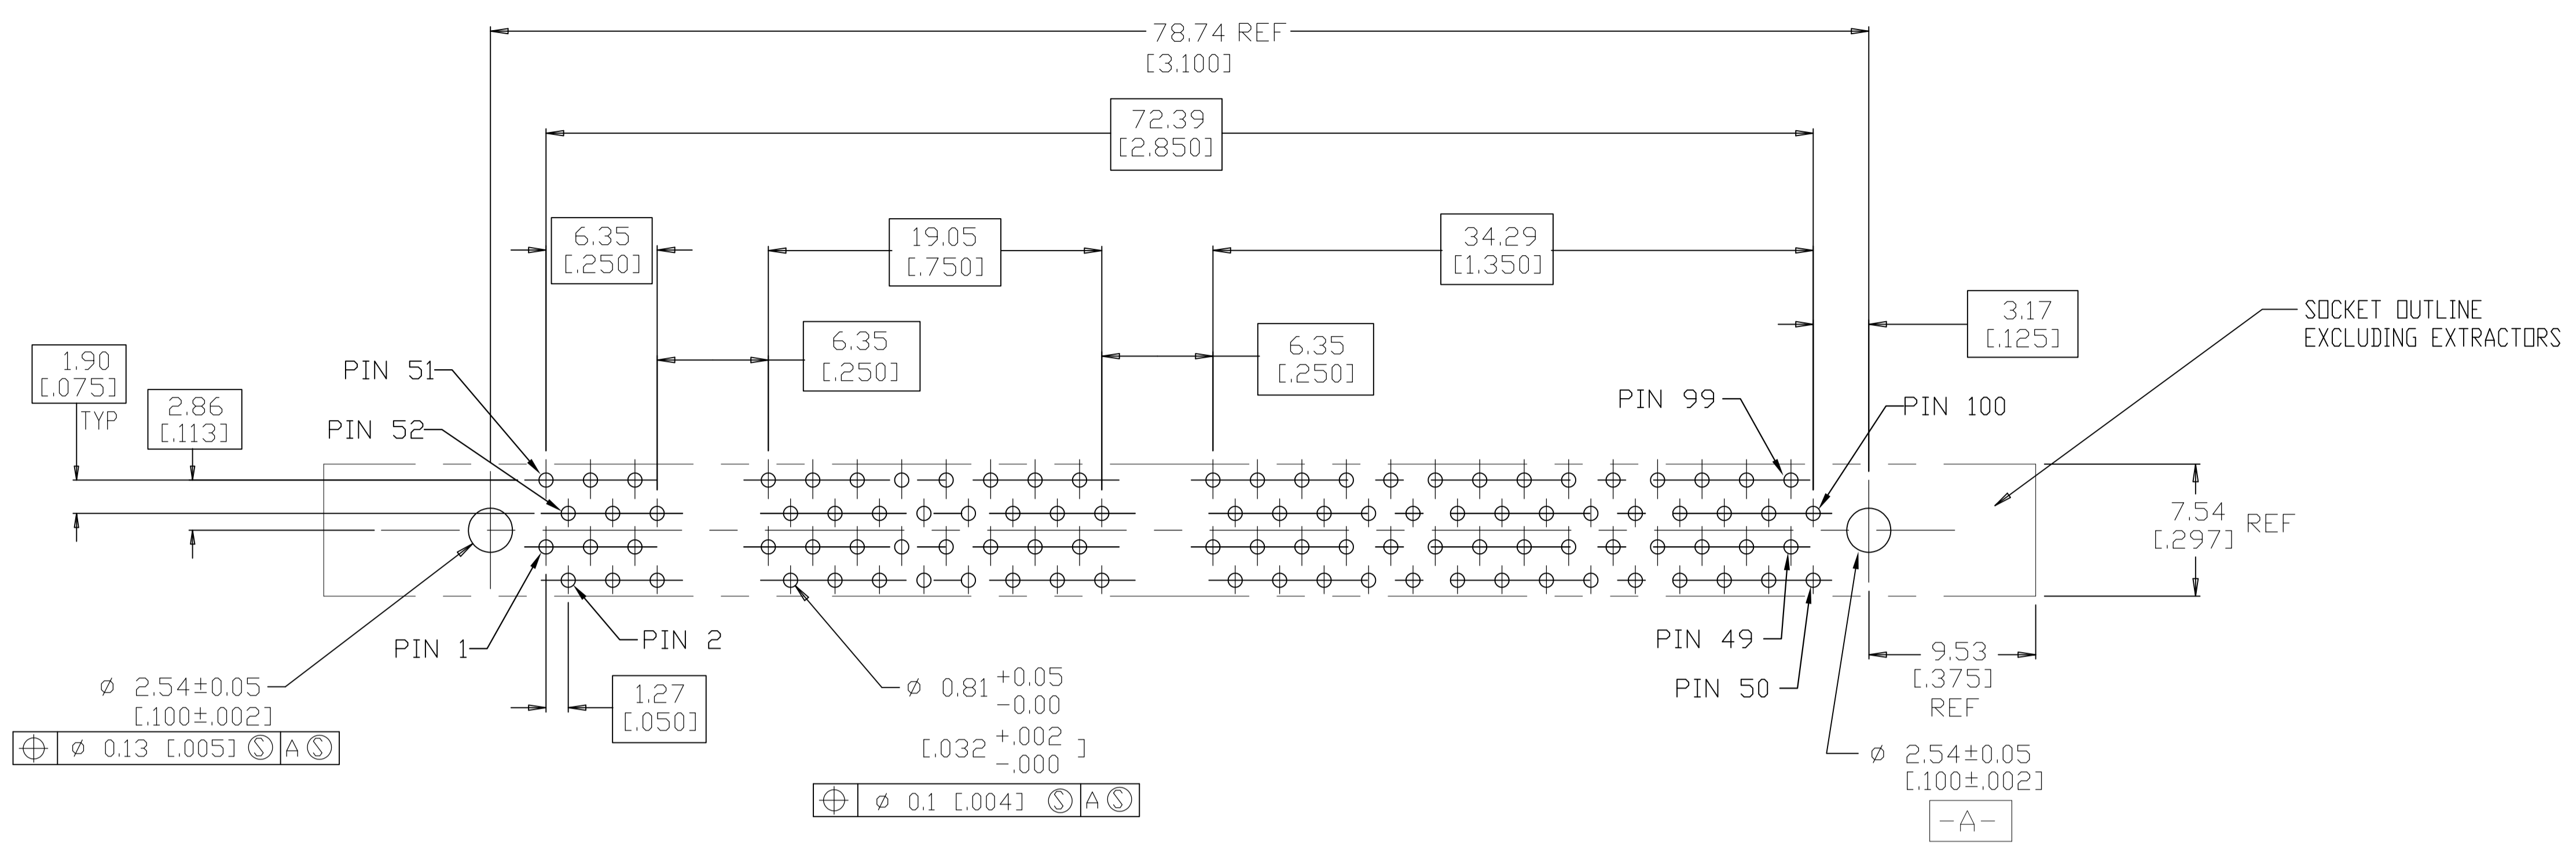 78.74 REF
[3.100]
72.39
[2.850]
6.35
[.250]
19.05
[.750]
34.29
[1.350]
3.17
[.125]
SOCKET OUTLINE
EXCLUDING EXTRACTORS
6.35
[.250]
6.35
[.250]
1.90
[.075]
TYP
2.86
[.113]
PIN 51
PIN 52
PIN 99
PIN 100
7.54 REF
[.297]
PIN 1
PIN 2
PIN 49
PIN 50
9.53
[.375]
REF
⌀ 2.54±0.05
[.100±.002]
⌖ ⌀ 0.13 [.005] Ⓢ A Ⓢ
1.27
[.050]
⌀ 0.81 +0.05
-0.00
[.032 +.002
-.000 ]
⌖ ⌀ 0.1 [.004] Ⓢ A Ⓢ
⌀ 2.54±0.05
[.100±.002]
-A-